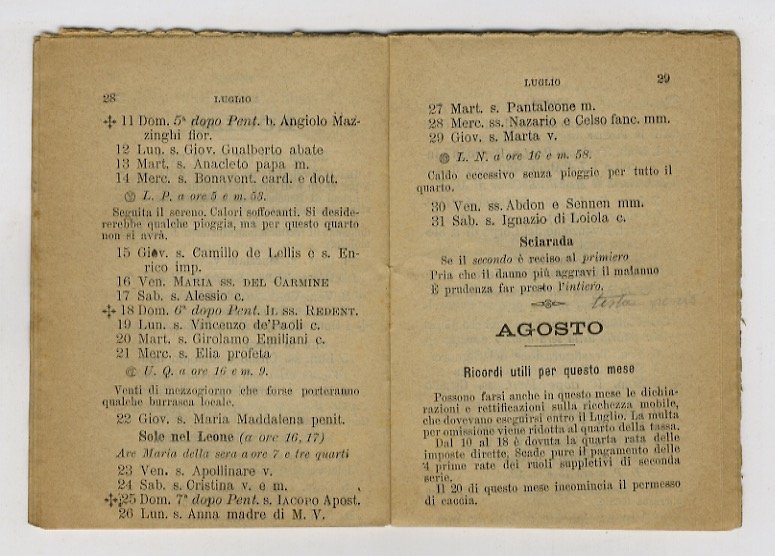 28 LUGLIO
✣ 11 Dom. 5ª dopo Pent. b. Angiolo Maz-
zinghi fior.
12 Lun. s. Giov. Gualberto abate
13 Mart. s. Anacleto papa m.
14 Merc. s. Bonavent. card. e dott.
L. P. a ore 5 e m. 53.
Seguita il sereno. Calori soffocanti. Si deside-
rerebbe qualche pioggia, ma per questo quarto
non si avrà.
15 Giov. s. Camillo de Lellis e s. En-
rico imp.
16 Ven. MARIA SS. DEL CARMINE
17 Sab. s. Alessio c.
✣ 18 Dom. 6ª dopo Pent. IL SS. REDENT.
19 Lun. s. Vincenzo de'Paoli c.
20 Mart. s. Girolamo Emiliani c.
21 Merc. s. Elia profeta
U. Q. a ore 16 e m. 9.
Venti di mezzogiorno che forse porteranno
qualche burrasca locale.
22 Giov. s. Maria Maddalena penit.
Sole nel Leone (a ore 16, 17)
Ave Maria della sera a ore 7 e tre quarti
23 Ven. s. Apollinare v.
24 Sab. s. Cristina v. e m.
✣ 25 Dom. 7ª dopo Pent. s. IACOPO Apost.
26 Lun. s. Anna madre di M. V.
LUGLIO 29
27 Mart. s. Pantaleone m.
28 Merc. ss. Nazario e Celso fanc. mm.
29 Giov. s. Marta v.
L. N. a ore 16 e m. 58.
Caldo eccessivo senza pioggie per tutto il
quarto.
30 Ven. ss. Abdon e Sennen mm.
31 Sab. s. Ignazio di Loiola c.
Sciarada
Se il secondo è reciso al primiero
Pria che il danno più aggravi il malanno
È prudenza far presto l'intiero.
testa
AGOSTO
Ricordi utili per questo mese
Possono farsi anche in questo mese le dichia-
razioni e rettificazioni sulla ricchezza mobile,
che dovevano eseguirsi entro il Luglio. La multa
per omissione viene ridotta al quarto della tassa.
Dal 10 al 18 è dovuta la quarta rata delle
imposte dirette, Scade pure il pagamento delle
4 prime rate dei ruoli suppletivi di seconda
serie.
Il 20 di questo mese incomincia il permesso
di caccia.